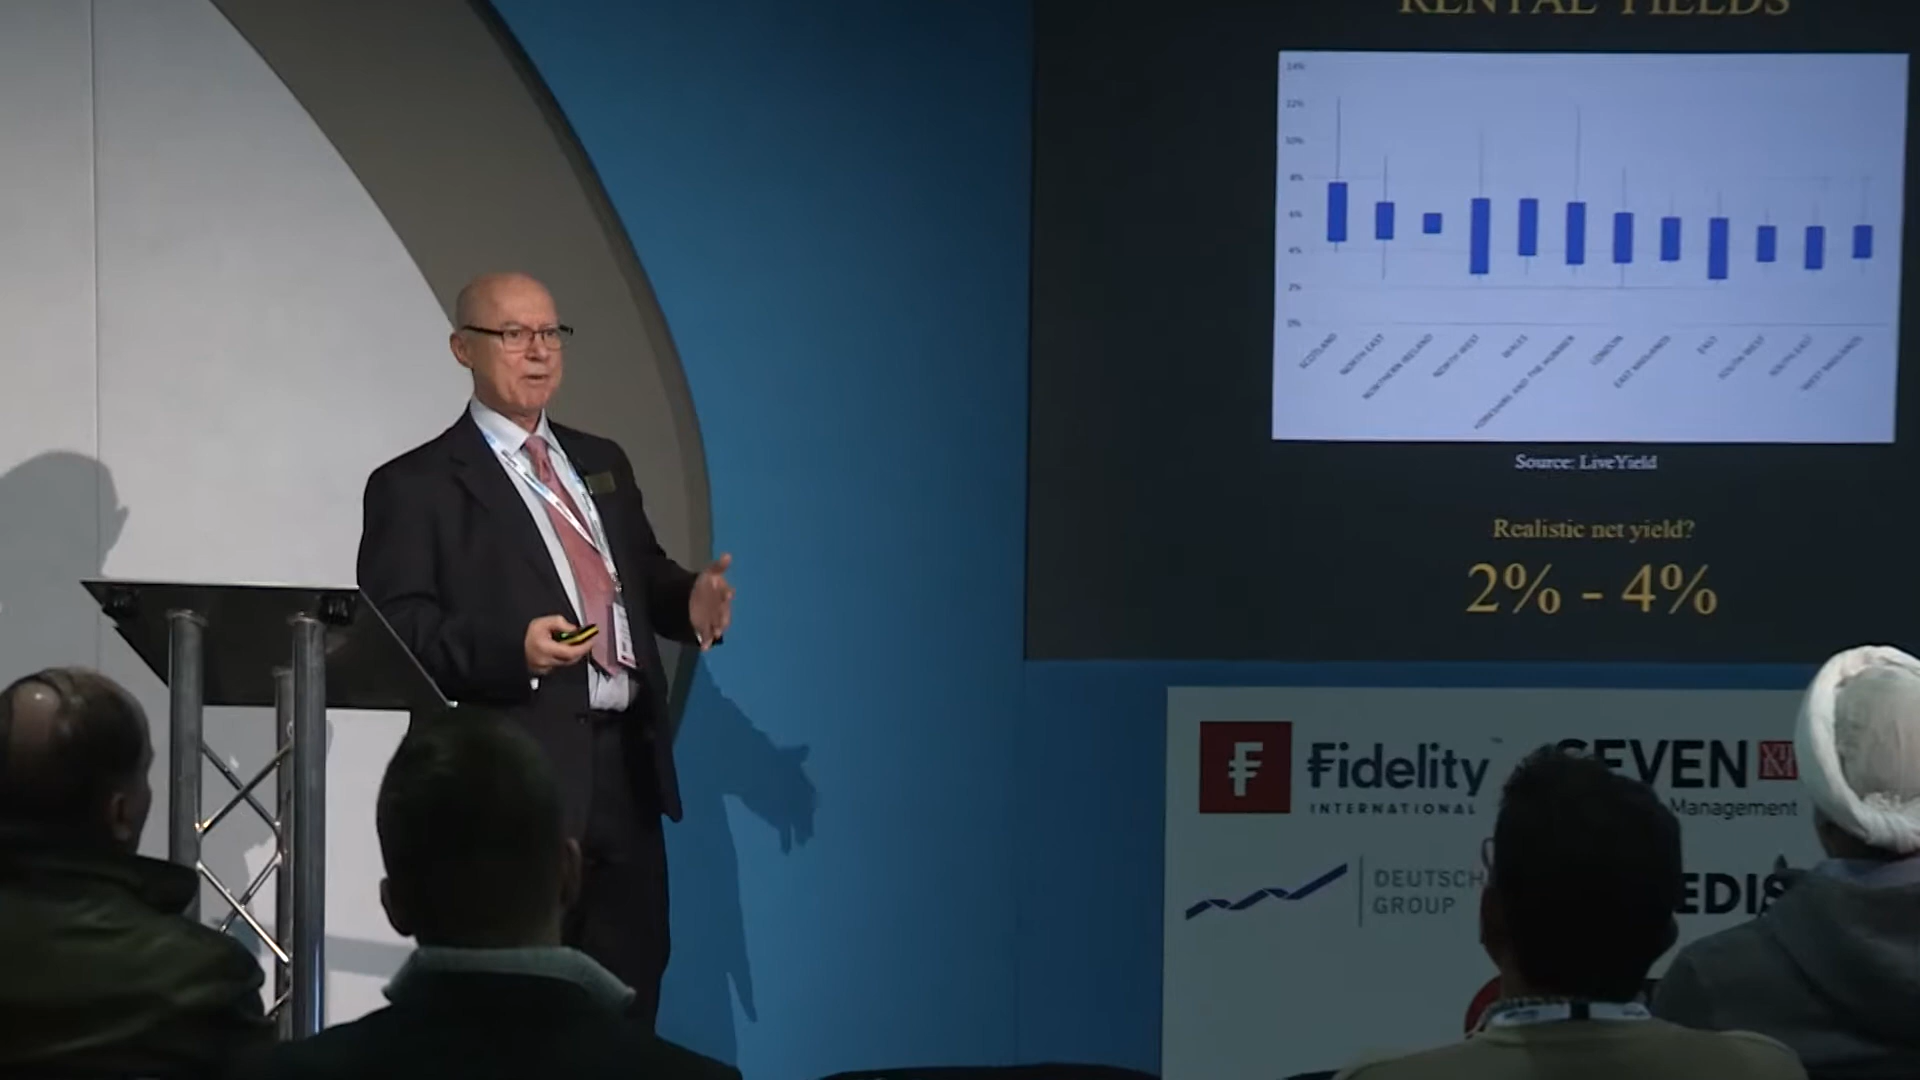 RENTAL YIELDS
14%
12%
10%
8%
6%
4%
2%
0%
SCOTLAND
NORTH EAST
NORTHERN IRELAND
NORTH WEST
WALES
YORKSHIRE AND THE HUMBER
LONDON
EAST MIDLANDS
EAST
SOUTH WEST
SOUTH EAST
WEST MIDLANDS
Source: LiveYield
Realistic net yield?
2% - 4%
Fidelity™
INTERNATIONAL
SEVEN
Management
DEUTSCH
GROUP
EDIS